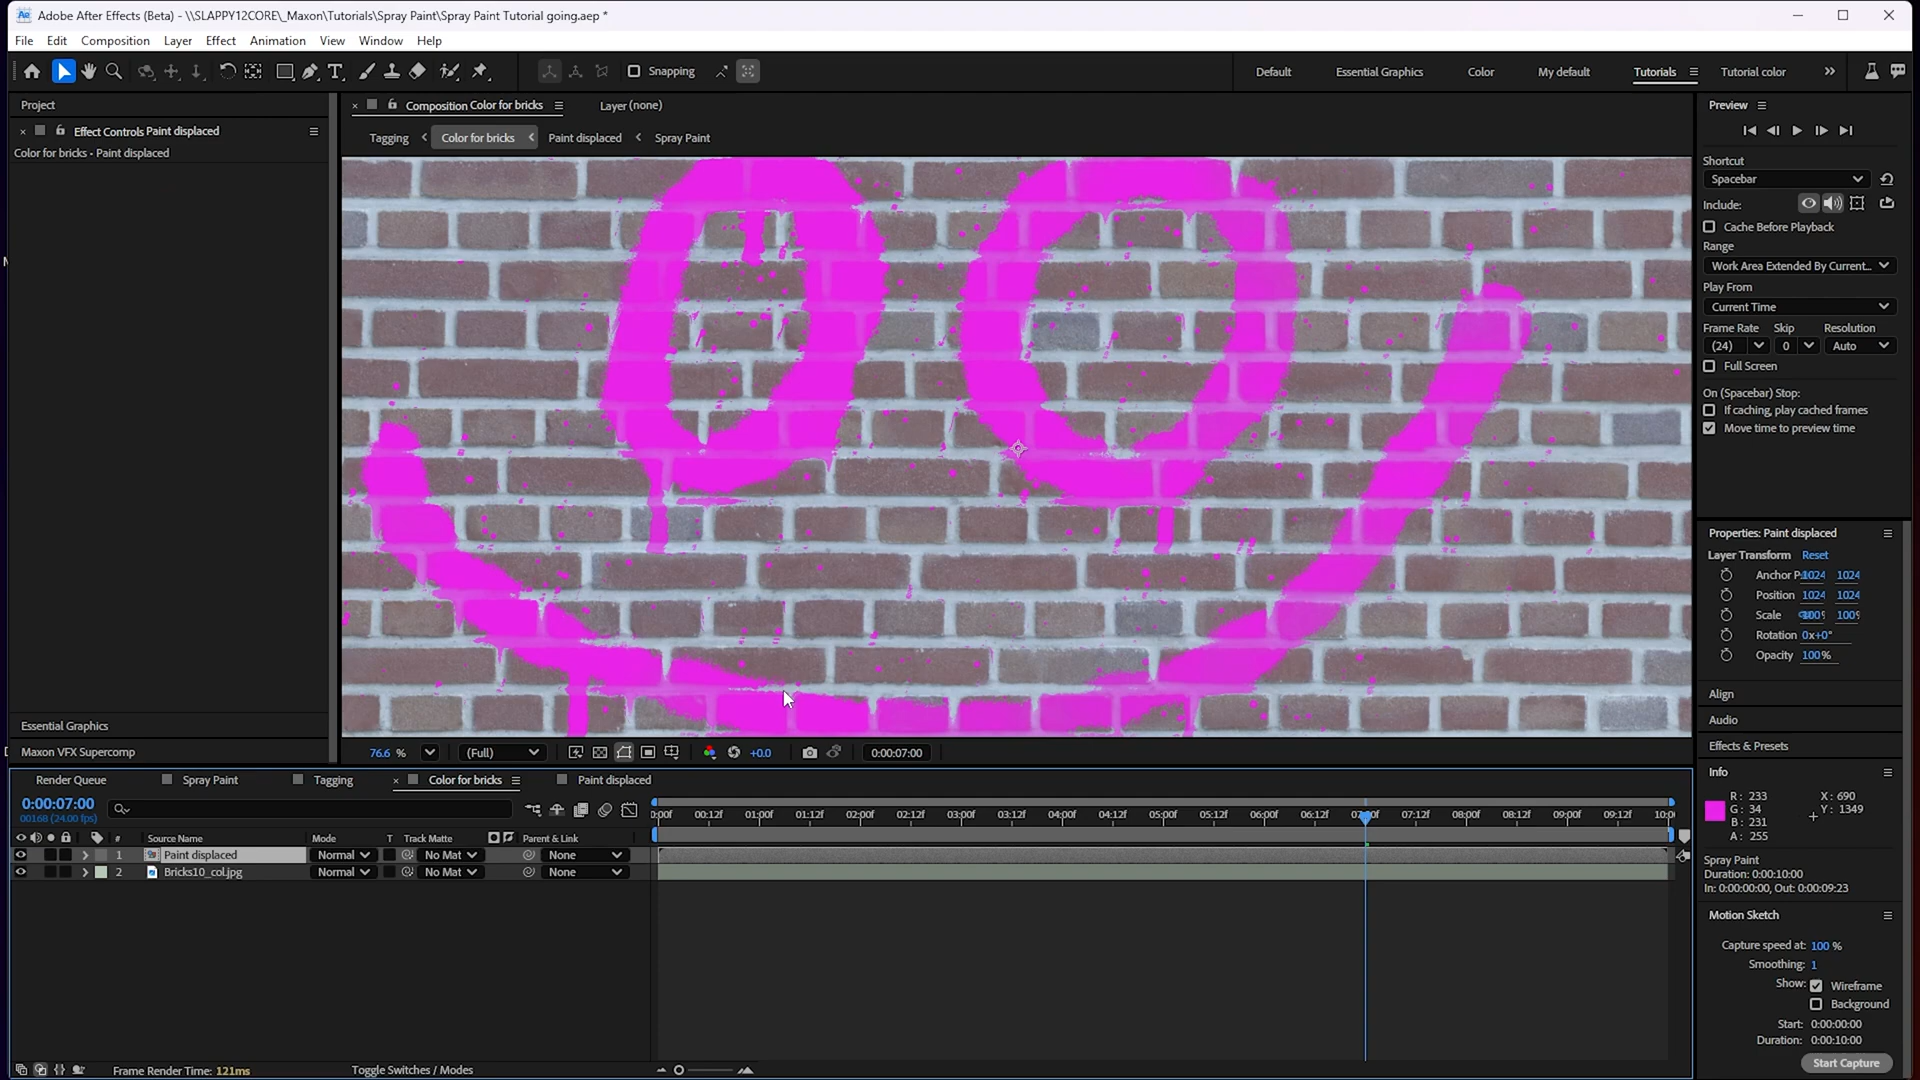 Adobe After Effects (Beta) - \\SLAPPY12CORE\_Maxon\Tutorials\Spray Paint\Spray Paint Tutorial going.aep *
File Edit Composition Layer Effect Animation View Window Help
Snapping
Default Essential Graphics Color My default Tutorials Tutorial color
Project
Effect Controls Paint displaced
Color for bricks • Paint displaced
Essential Graphics
Maxon VFX Supercomp
Composition Color for bricks Layer (none)
Tagging Color for bricks Paint displaced Spray Paint
76.6 % (Full) +0.0 0:00:07:00
Preview
Shortcut
Spacebar
Include:
Cache Before Playback
Range
Work Area Extended By Current...
Play From
Current Time
Frame Rate Skip Resolution
(24) 0 Auto
Full Screen
On (Spacebar) Stop:
If caching, play cached frames
Move time to preview time
Properties: Paint displaced
Layer Transform Reset
Anchor P 1024 1024
Position 1024 1024
Scale 100% 100%
Rotation 0x+0°
Opacity 100%
Align
Audio
Effects & Presets
Info
R: 233 X: 690
G: 34 Y: 1349
B: 231
A: 255
Spray Paint
Duration: 0:00:10:00
In: 0:00:00:00, Out: 0:00:09:23
Motion Sketch
Capture speed at: 100 %
Smoothing: 1
Show: Wireframe
Background
Start: 0:00:00:00
Duration: 0:00:10:00
Start Capture
Render Queue Spray Paint Tagging Color for bricks Paint displaced
0:00:07:00
00168 (24.00 fps)
0:00f 00:12f 01:00f 01:12f 02:00f 02:12f 03:00f 03:12f 04:00f 04:12f 05:00f 05:12f 06:00f 06:12f 07:00f 07:12f 08:00f 08:12f 09:00f 09:12f 10:0
# Source Name Mode T Track Matte Parent & Link
1 Paint displaced Normal No Mat None
2 Bricks10_col.jpg Normal No Mat None
Frame Render Time: 121ms Toggle Switches / Modes